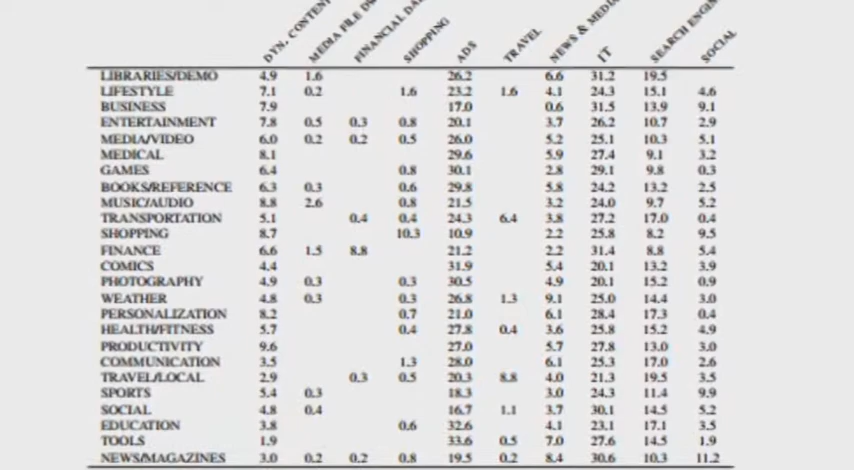 DYN. CONTENT MEDIA FILE FINANCIAL SHOPPING ADS TRAVEL NEWS & MEDIA IT SEARCH SOCIAL
LIBRARIES/DEMO 4.9 1.6 26.2 6.6 31.2 19.5
LIFESTYLE 7.1 0.2 1.6 23.2 1.6 4.1 24.3 15.1 4.6
BUSINESS 7.9 17.0 0.6 31.5 13.9 9.1
ENTERTAINMENT 7.8 0.5 0.3 0.8 20.1 3.7 26.2 10.7 2.9
MEDIA/VIDEO 6.0 0.2 0.2 0.5 26.0 5.2 25.1 10.3 5.1
MEDICAL 8.1 29.6 5.9 27.4 9.1 3.2
GAMES 6.4 0.8 30.1 2.8 29.1 9.8 0.3
BOOKS/REFERENCE 6.3 0.3 0.6 29.8 5.8 24.2 13.2 2.5
MUSIC/AUDIO 8.8 2.6 0.8 21.5 3.2 24.0 9.7 5.2
TRANSPORTATION 5.1 0.4 0.4 24.3 6.4 3.8 27.2 17.0 0.4
SHOPPING 8.7 10.3 10.9 2.2 25.8 8.2 9.5
FINANCE 6.6 1.5 8.8 21.2 2.2 31.4 8.8 5.4
COMICS 4.4 31.9 5.4 20.1 13.2 3.9
PHOTOGRAPHY 4.9 0.3 0.3 30.5 4.9 20.1 15.2 0.9
WEATHER 4.8 0.3 0.3 26.8 1.3 9.1 25.0 14.4 3.0
PERSONALIZATION 8.2 0.7 21.0 6.1 28.4 17.3 0.4
HEALTH/FITNESS 5.7 0.4 27.8 0.4 3.6 25.8 15.2 4.9
PRODUCTIVITY 9.6 27.0 5.7 27.8 13.0 3.0
COMMUNICATION 3.5 1.3 28.0 6.1 25.3 17.0 2.6
TRAVEL/LOCAL 2.9 0.3 0.5 20.3 8.8 4.0 21.3 19.5 3.5
SPORTS 5.4 0.3 18.3 3.0 24.3 11.4 9.9
SOCIAL 4.8 0.4 16.7 1.1 3.7 30.1 14.5 5.2
EDUCATION 3.8 0.6 32.6 4.1 23.1 17.1 3.5
TOOLS 1.9 33.6 0.5 7.0 27.6 14.5 1.9
NEWS/MAGAZINES 3.0 0.2 0.2 0.8 19.5 0.2 8.4 30.6 10.3 11.2